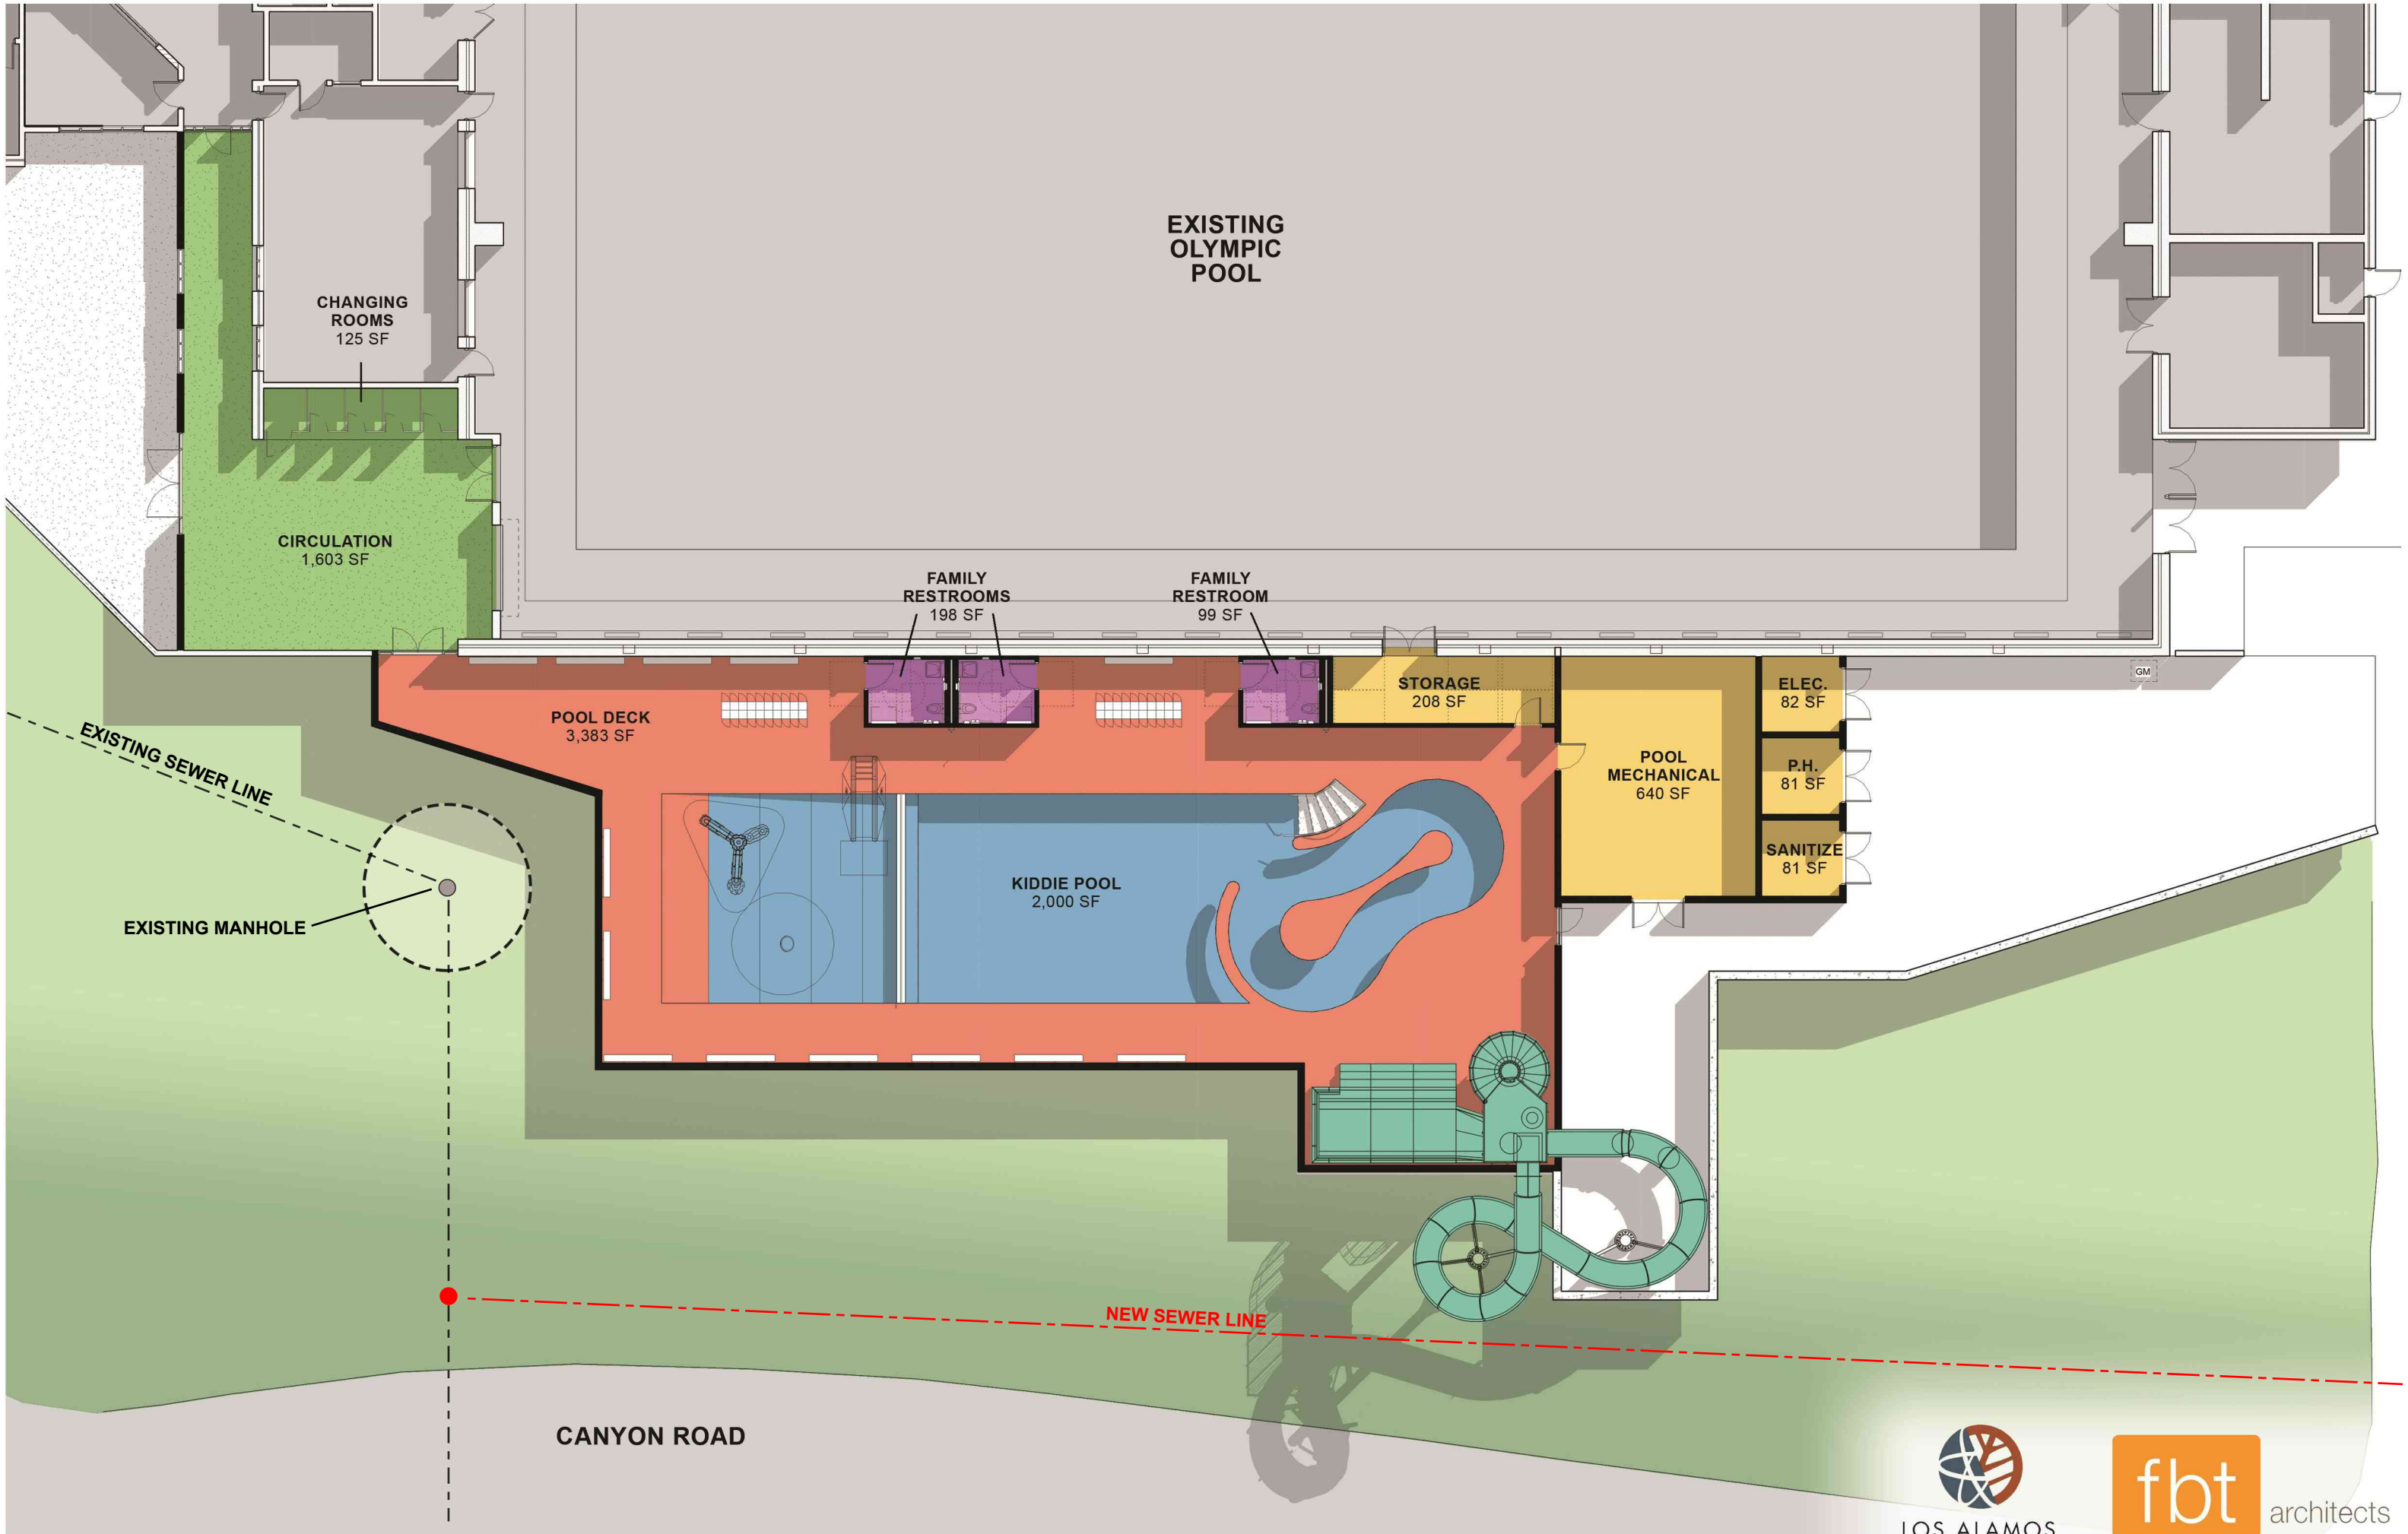 EXISTING
OLYMPIC
POOL
CHANGING
ROOMS
125 SF
CIRCULATION
1,603 SF
FAMILY
RESTROOMS
198 SF
FAMILY
RESTROOM
99 SF
STORAGE
208 SF
ELEC.
82 SF
GM
POOL DECK
3,383 SF
EXISTING SEWER LINE
POOL
MECHANICAL
640 SF
P.H.
81 SF
SANITIZE
81 SF
KIDDIE POOL
2,000 SF
EXISTING MANHOLE
NEW SEWER LINE
CANYON ROAD
LOS ALAMOS
fbt
architects